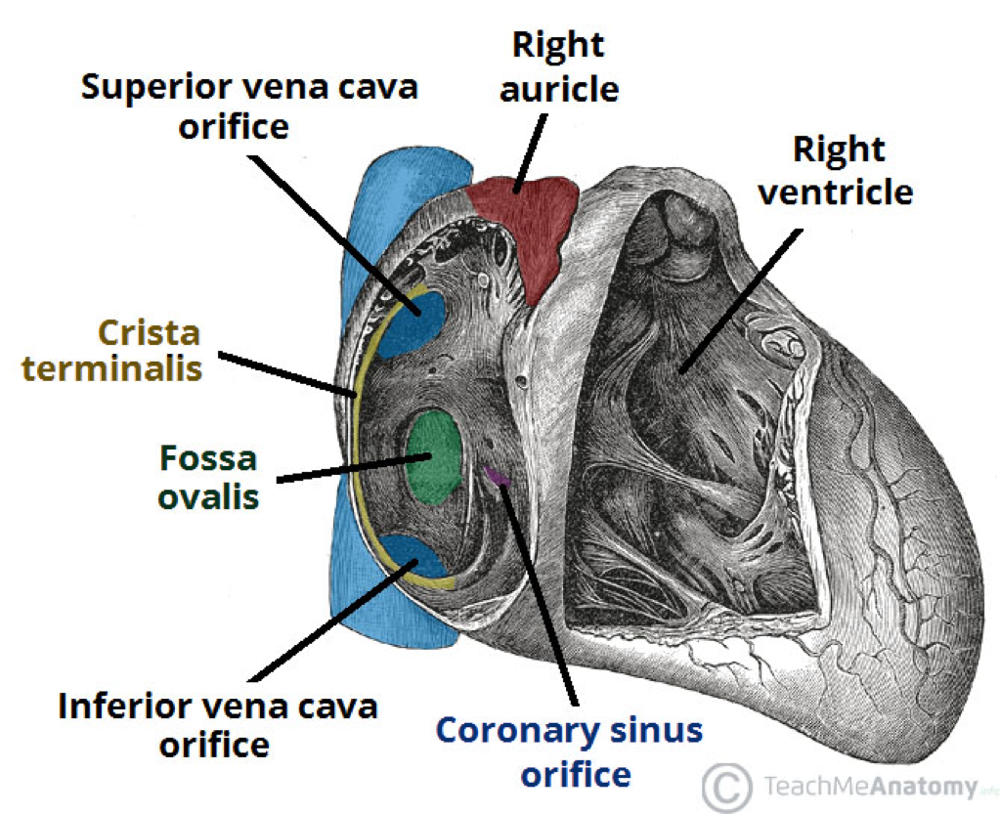 Right
auricle
Superior vena cava
orifice
Right
ventricle
Crista
terminalis
Fossa
ovalis
Inferior vena cava
orifice
Coronary sinus
orifice
© TeachMeAnatomy.info